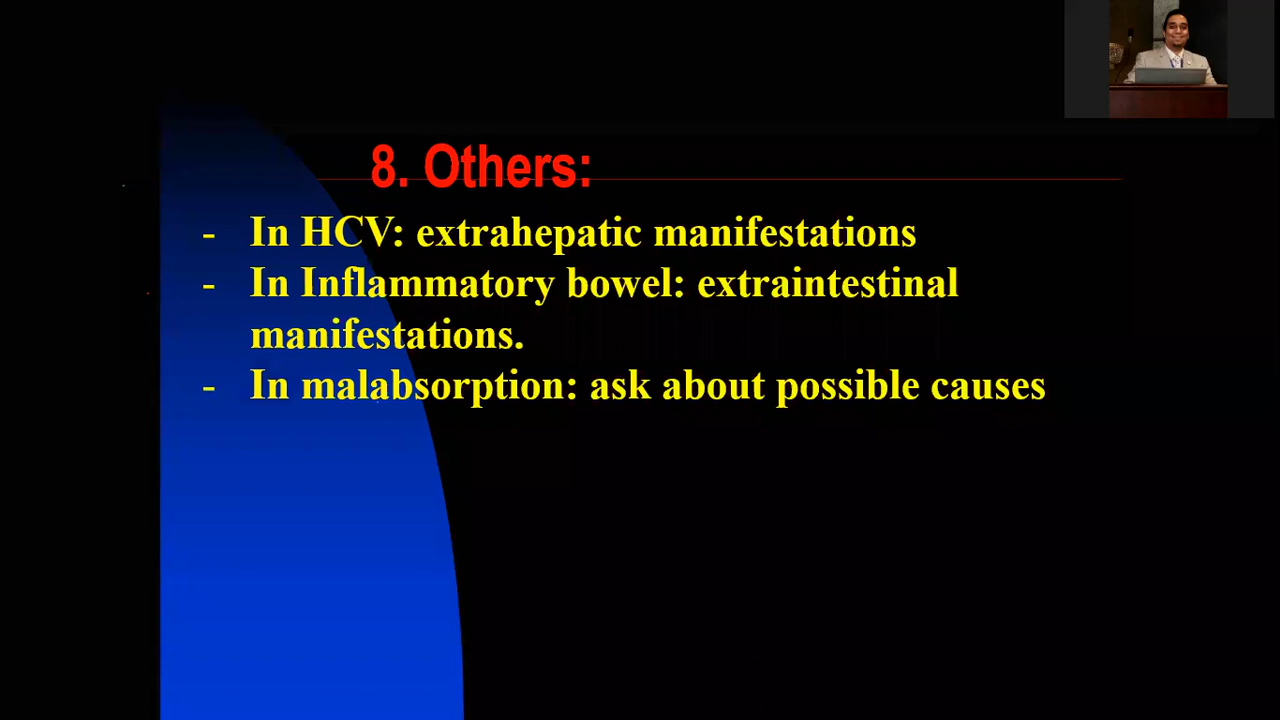 8. Others:
- In HCV: extrahepatic manifestations
- In Inflammatory bowel: extraintestinal
manifestations.
- In malabsorption: ask about possible causes